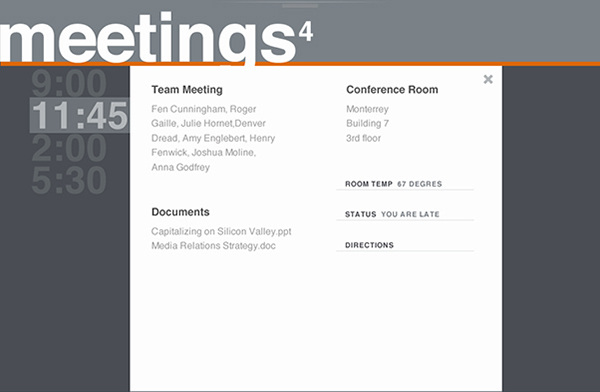 meetings4
9:00
11:45
2:00
5:30
Team Meeting
Fen Cunningham, Roger
Gaille, Julie Hornet,Denver
Dread, Amy Englebert, Henry
Fenwick, Joshua Moline,
Anna Godfrey
Documents
Capitalizing on Silicon Valley.ppt
Media Relations Strategy.doc
Conference Room
Monterrey
Building 7
3rd floor
ROOM TEMP 67 DEGRES
STATUS YOU ARE LATE
DIRECTIONS